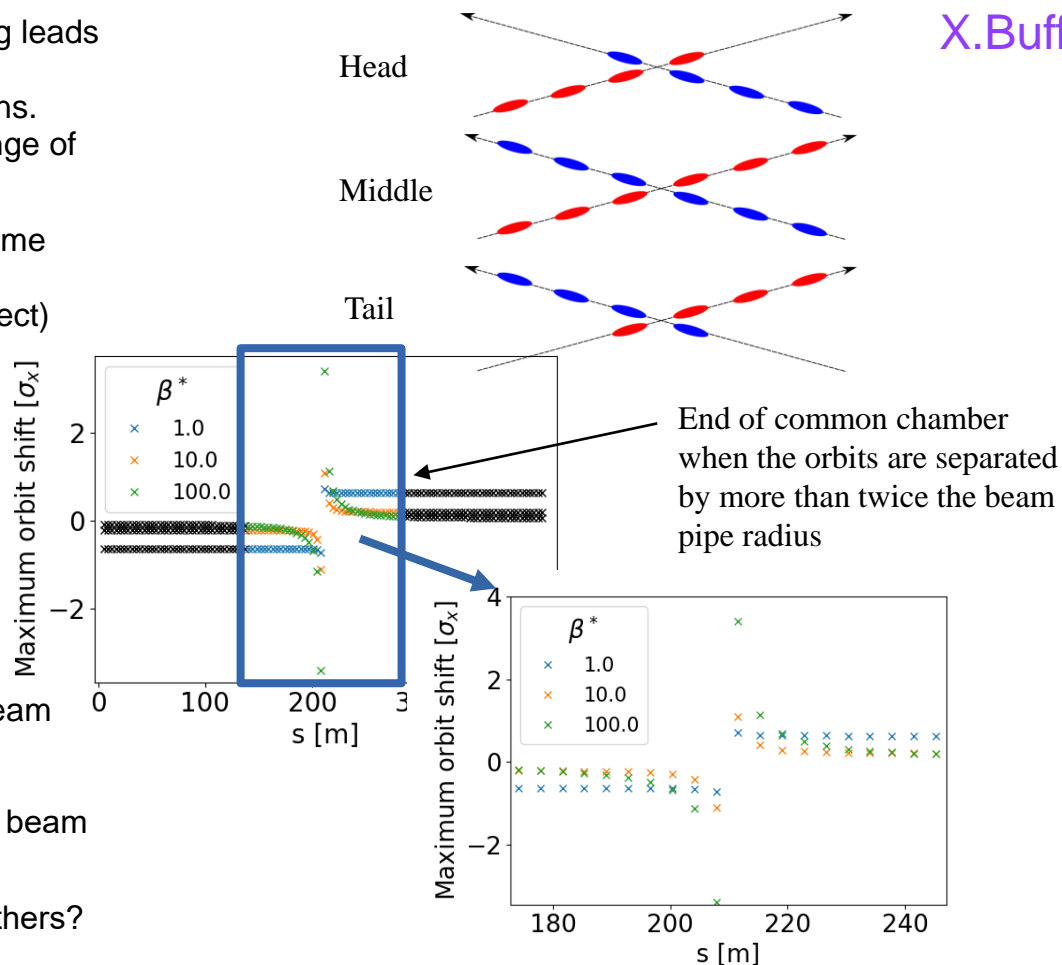 g leads
X.Buff
Head
ns.
nge of
Middle
me
Tail
ect)
Maximum orbit shift [σx]
β*
1.0
10.0
100.0
2
0
−2
0 100 200 3
s [m]
End of common chamber
when the orbits are separated
by more than twice the beam
pipe radius
Maximum orbit shift [σx]
β*
1.0
10.0
100.0
4
2
0
−2
180 200 220 240
s [m]
eam
beam
thers?